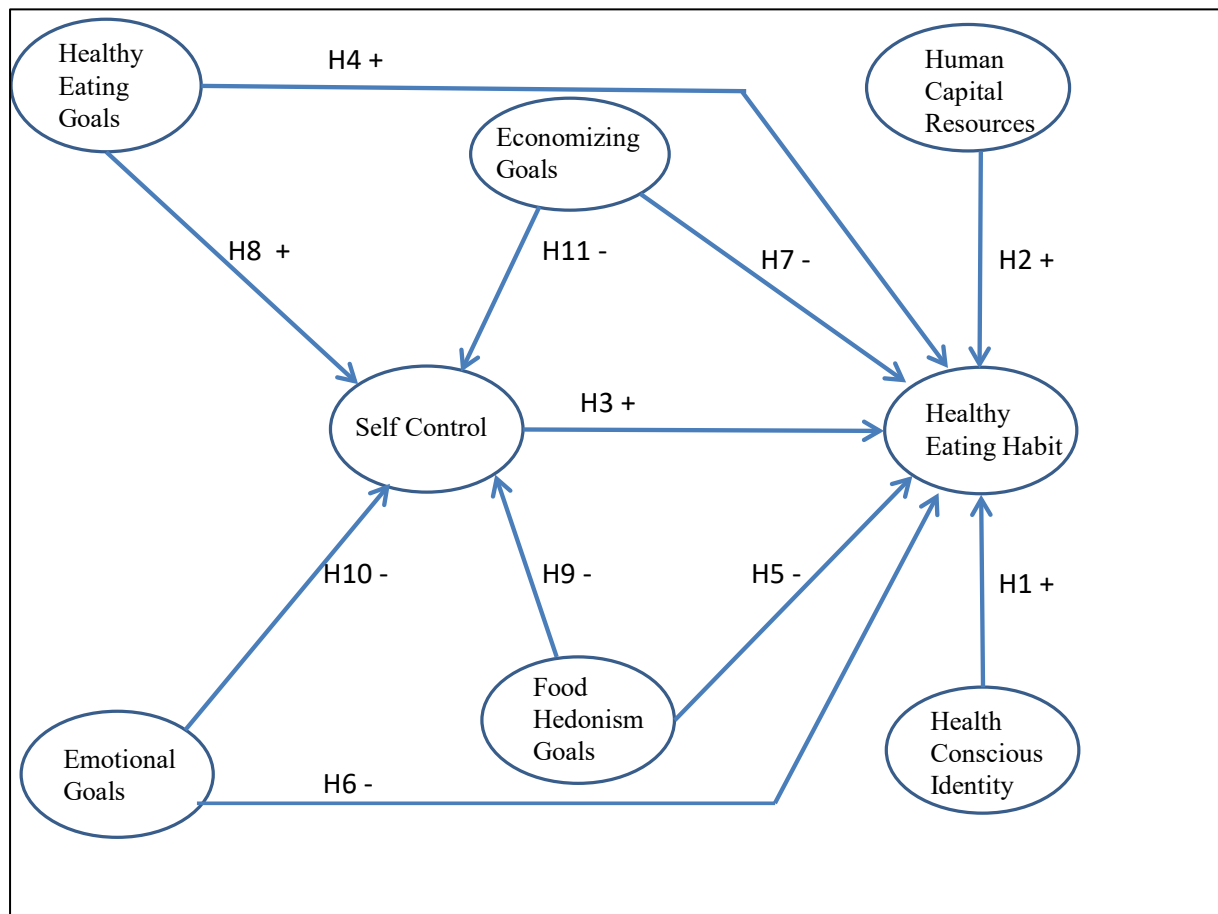 Healthy
Eating
Goals
H4 +
Human
Capital
Resources
Economizing
Goals
H8  +
H11 -
H7 -
H2 +
Self Control
H3 +
Healthy
Eating Habit
H10 -
H9 -
H5 -
H1 +
Emotional
Goals
H6 -
Food
Hedonism
Goals
Health
Conscious
Identity